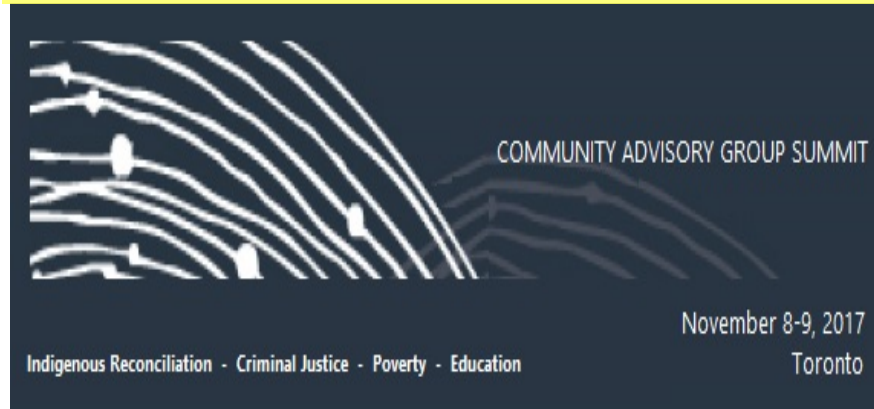 COMMUNITY ADVISORY GROUP SUMMIT
November 8-9, 2017
Toronto
Indigenous Reconciliation - Criminal Justice - Poverty - Education